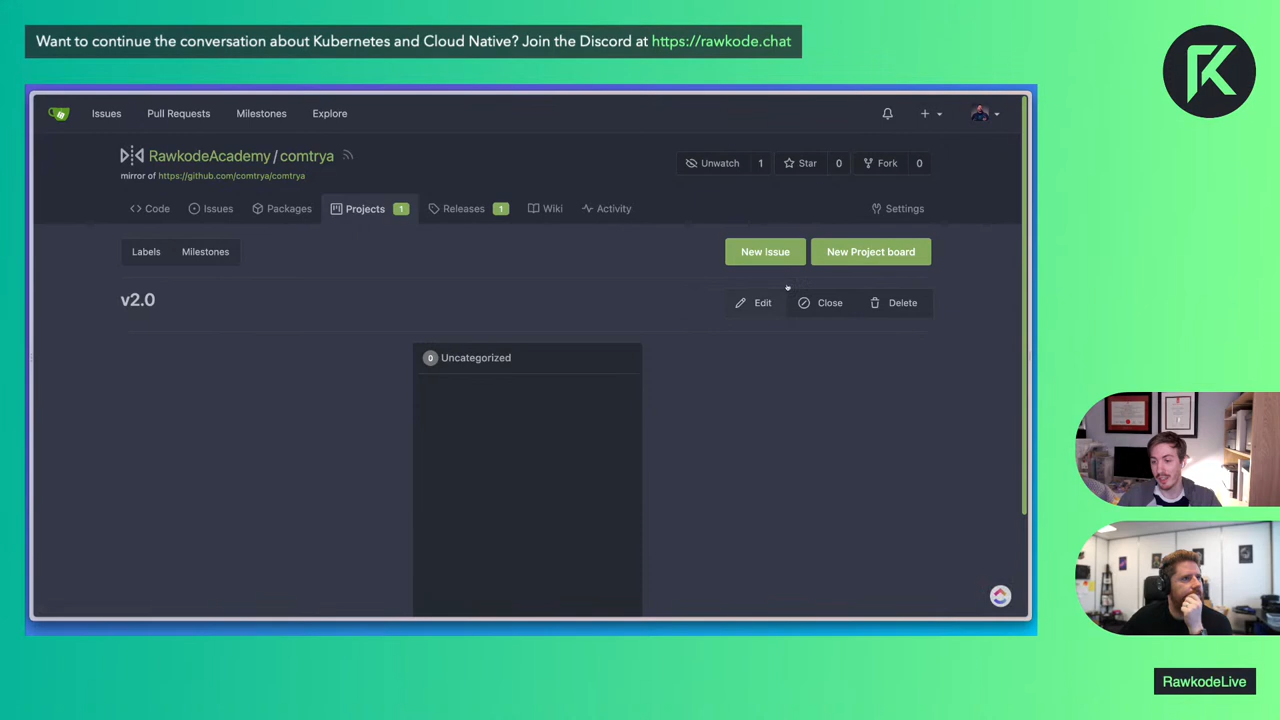 Want to continue the conversation about Kubernetes and Cloud Native? Join the Discord at https://rawkode.chat
Issues Pull Requests Milestones Explore
RawkodeAcademy / comtrya
mirror of https://github.com/comtrya/comtrya
Unwatch 1 Star 0 Fork 0
Code Issues Packages Projects 1 Releases 1 Wiki Activity Settings
Labels Milestones New Issue New Project board
v2.0 Edit Close Delete
0 Uncategorized
RawkodeLive